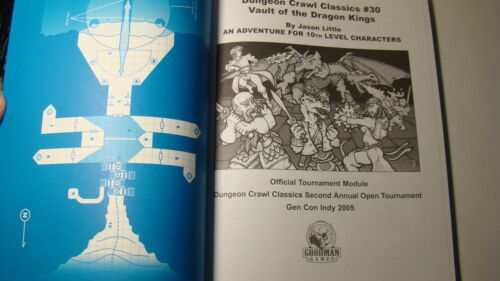 Dungeon Crawl Classics #30
Vault of the Dragon Kings
By Jason Little
AN ADVENTURE FOR 10TH LEVEL CHARACTERS
Official Tournament Module
Dungeon Crawl Classics Second Annual Open Tournament
Gen Con Indy 2005
GOODMAN
GAMES
N